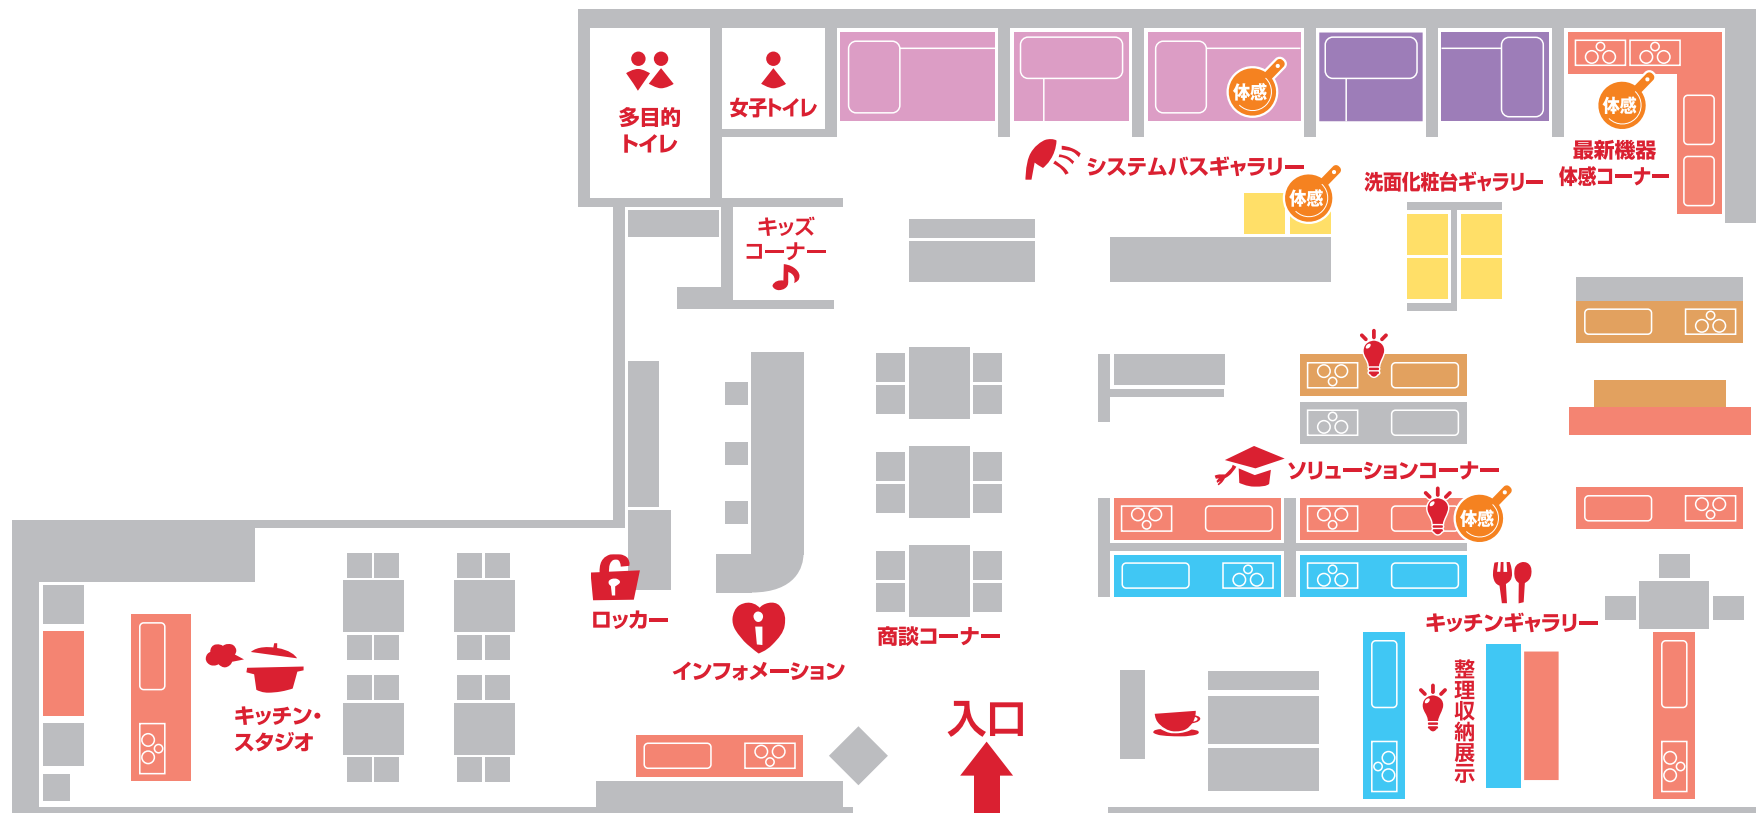 多目的
トイレ
女子トイレ
体感
体感
最新機器
体感コーナー
システムバスギャラリー
体感
洗面化粧台ギャラリー
キッズ
コーナー
ソリューションコーナー
体感
ロッカー
インフォメーション
商談コーナー
キッチンギャラリー
整理収納展示
キッチン・
スタジオ
入口